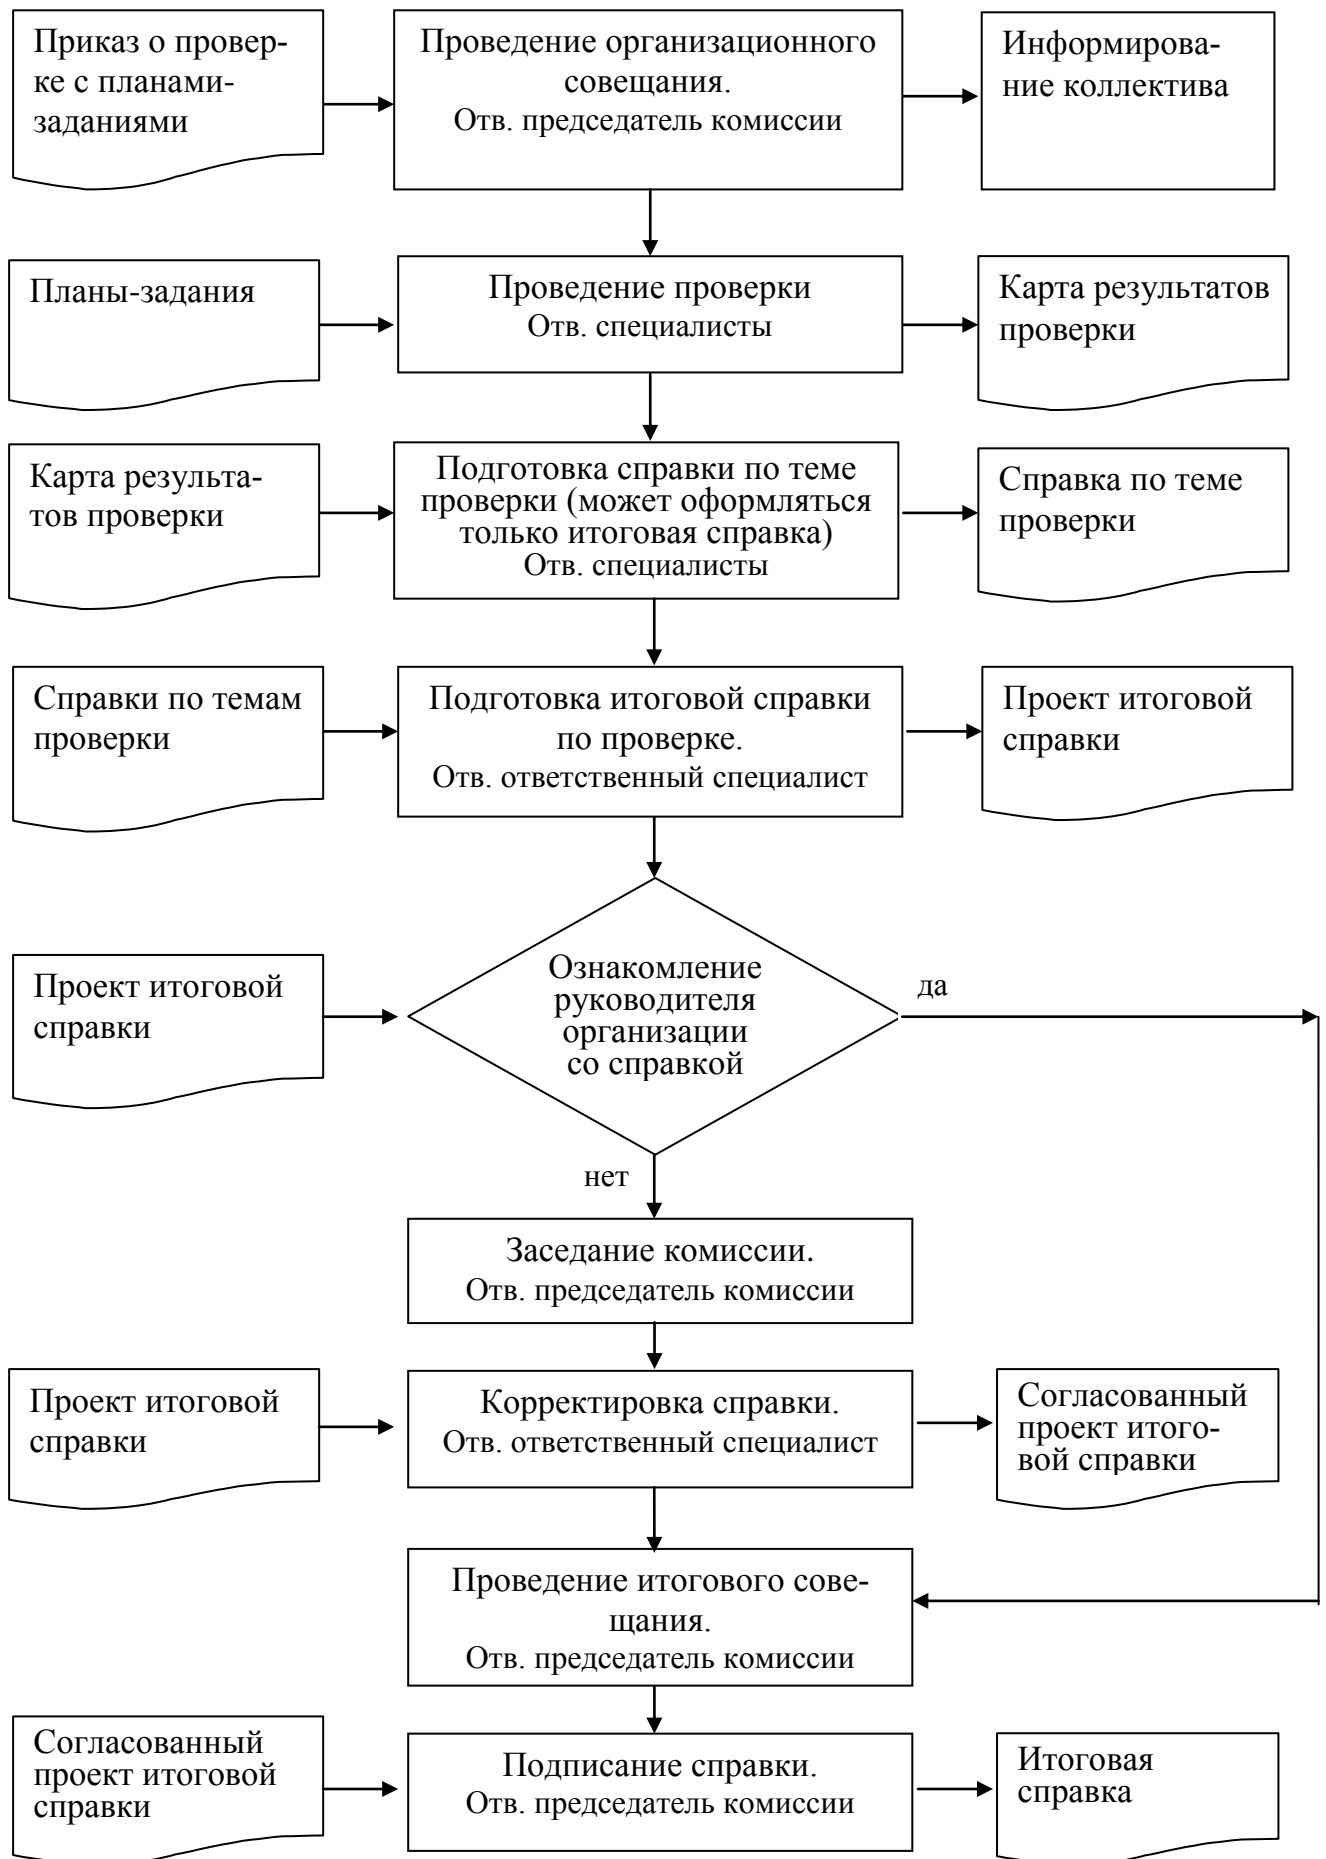 Приказ о провер-
ке с планами-
заданиями
Проведение организационного
совещания.
Отв. председатель комиссии
Информирова-
ние коллектива
Планы-задания
Проведение проверки
Отв. специалисты
Карта результатов
проверки
Карта результа-
тов проверки
Подготовка справки по теме
проверки (может оформляться
только итоговая справка)
Отв. специалисты
Справка по теме
проверки
Справки по темам
проверки
Подготовка итоговой справки
по проверке.
Отв. ответственный специалист
Проект итоговой
справки
Проект итоговой
справки
Ознакомление
руководителя
организации
со справкой
да
нет
Заседание комиссии.
Отв. председатель комиссии
Проект итоговой
справки
Корректировка справки.
Отв. ответственный специалист
Согласованный
проект итого-
вой справки
Проведение итогового сове-
щания.
Отв. председатель комиссии
Согласованный
проект итоговой
справки
Подписание справки.
Отв. председатель комиссии
Итоговая
справка